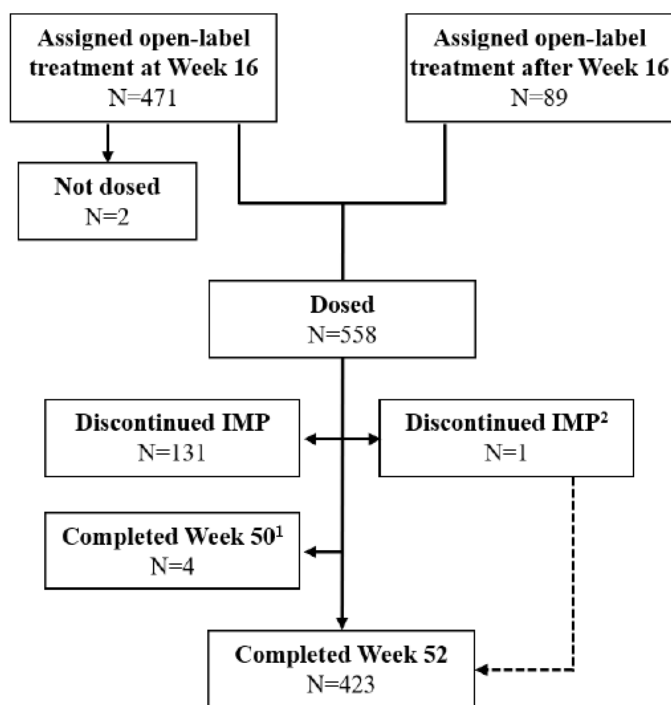 Assigned open-label
treatment at Week 16
N=471
Assigned open-label
treatment after Week 16
N=89
Not dosed
N=2
Dosed
N=558
Discontinued IMP
N=131
Discontinued IMP²
N=1
Completed Week 50¹
N=4
Completed Week 52
N=423